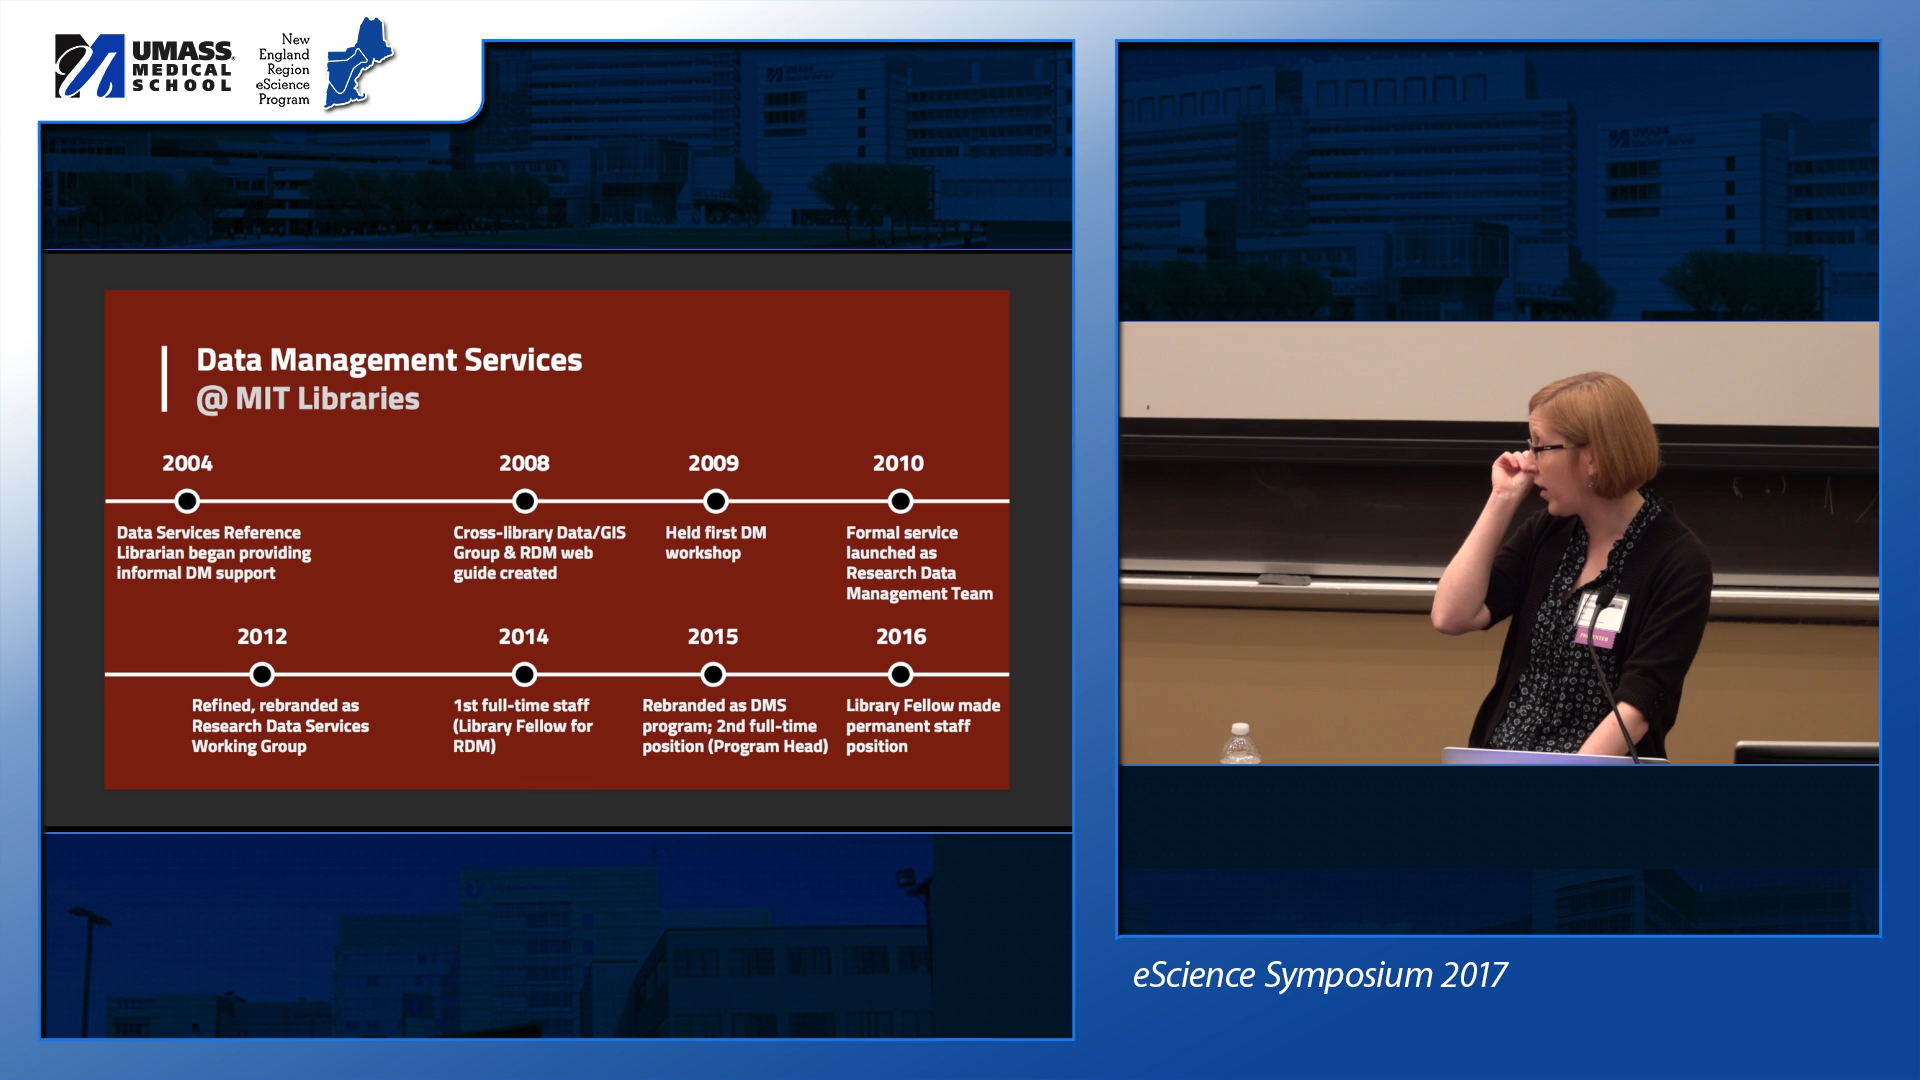 UMASS
MEDICAL
SCHOOL
New
England
Region
eScience
Program
Data Management Services
@ MIT Libraries
2004
2008
2009
2010
Data Services Reference
Librarian began providing
informal DM support
Cross-library Data/GIS
Group & RDM web
guide created
Held first DM
workshop
Formal service
launched as
Research Data
Management Team
2012
2014
2015
2016
Refined, rebranded as
Research Data Services
Working Group
1st full-time staff
(Library Fellow for
RDM)
Rebranded as DMS
program; 2nd full-time
position (Program Head)
Library Fellow made
permanent staff
position
eScience Symposium 2017